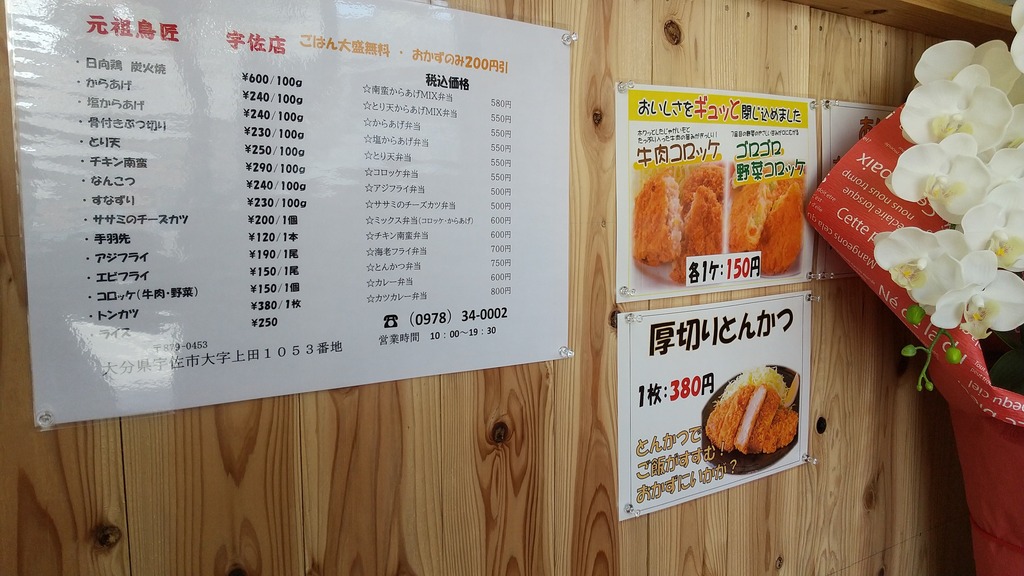 元祖鳥匠 宇佐店 ごはん大盛無料・おかずのみ200円引
・日向鶏 炭火焼 ¥600/100g
・からあげ ¥240/100g
・塩からあげ ¥240/100g
・骨付きぶつ切り ¥230/100g
・とり天 ¥250/100g
・チキン南蛮 ¥290/100g
・なんこつ ¥240/100g
・すなずり ¥230/100g
・ササミのチーズカツ ¥200/1個
・手羽先 ¥120/1本
・アジフライ ¥190/1尾
・エビフライ ¥150/1尾
・コロッケ(牛肉・野菜) ¥150/1個
・トンカツ ¥380/1枚
ライス ¥250
〒879-0453
大分県宇佐市大字上田1053番地
税込価格
☆南蛮からあげMIX弁当 580円
☆とり天からあげMIX弁当 550円
☆からあげ弁当 550円
☆塩からあげ弁当 550円
☆とり天弁当 550円
☆コロッケ弁当 550円
☆アジフライ弁当 500円
☆ササミチーズカツ弁当 500円
☆ミックス弁当(コロッケ・からあげ) 600円
☆チキン南蛮弁当 600円
☆海老フライ弁当 700円
☆とんかつ弁当 750円
☆カレー弁当 600円
☆カツカレー弁当 800円
☎ (0978) 34-0002
営業時間 10:00~19:30
おいしさをギュッと閉じ込めました
牛肉コロッケ
ゴロゴロ
野菜コロッケ
各1ケ:150円
厚切りとんかつ
1枚:380円
とんかつで
ご飯がすすむ!
おかずにいかが?